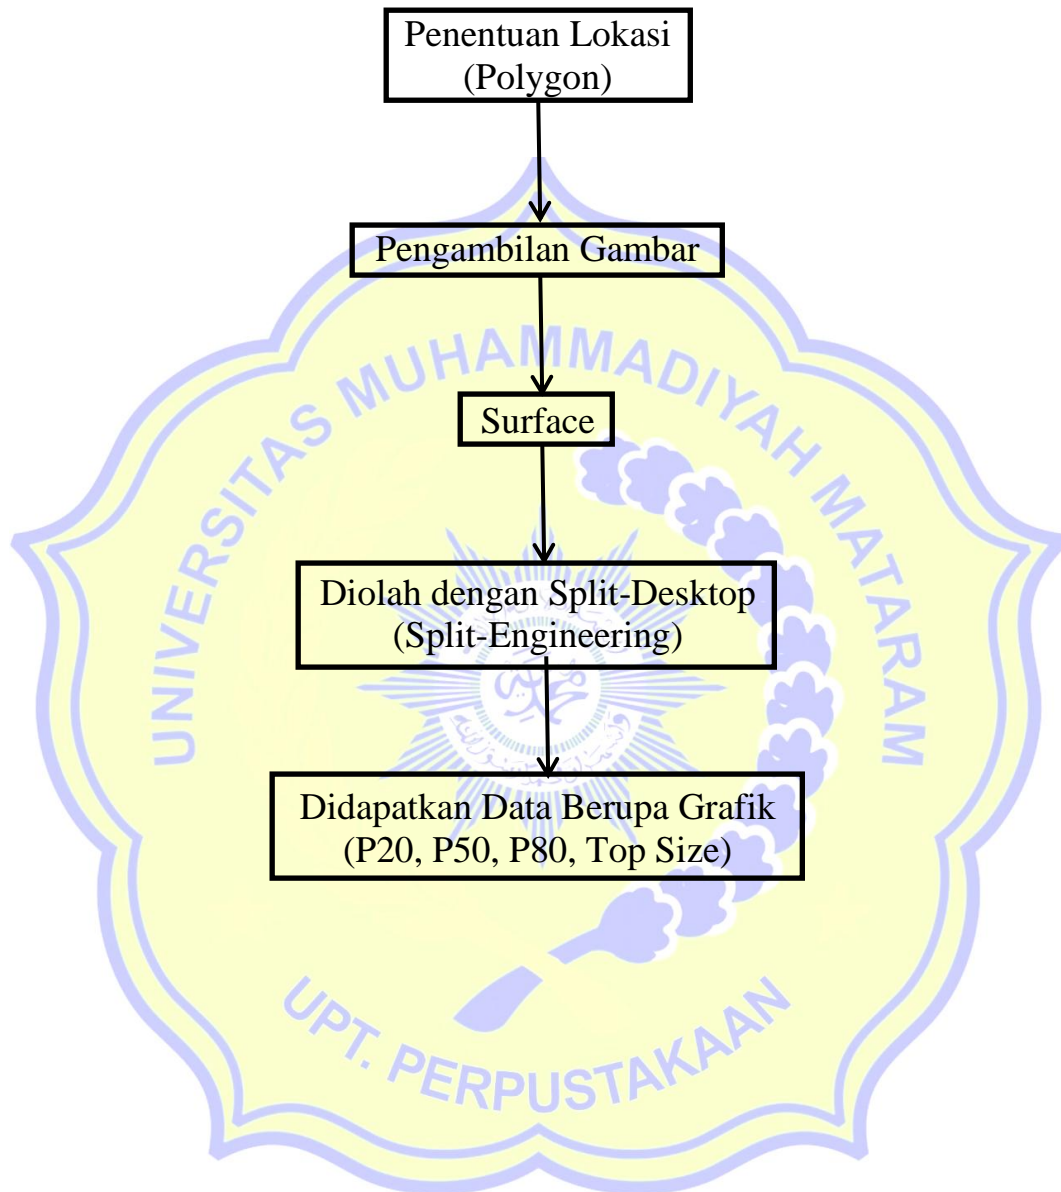 Penentuan Lokasi
(Polygon)
Pengambilan Gambar
UNIVERSITAS MUHAMMADIYAH MATARAM
Surface
Diolah dengan Split-Desktop
(Split-Engineering)
Didapatkan Data Berupa Grafik
(P20, P50, P80, Top Size)
UPT. PERPUSTAKAAN